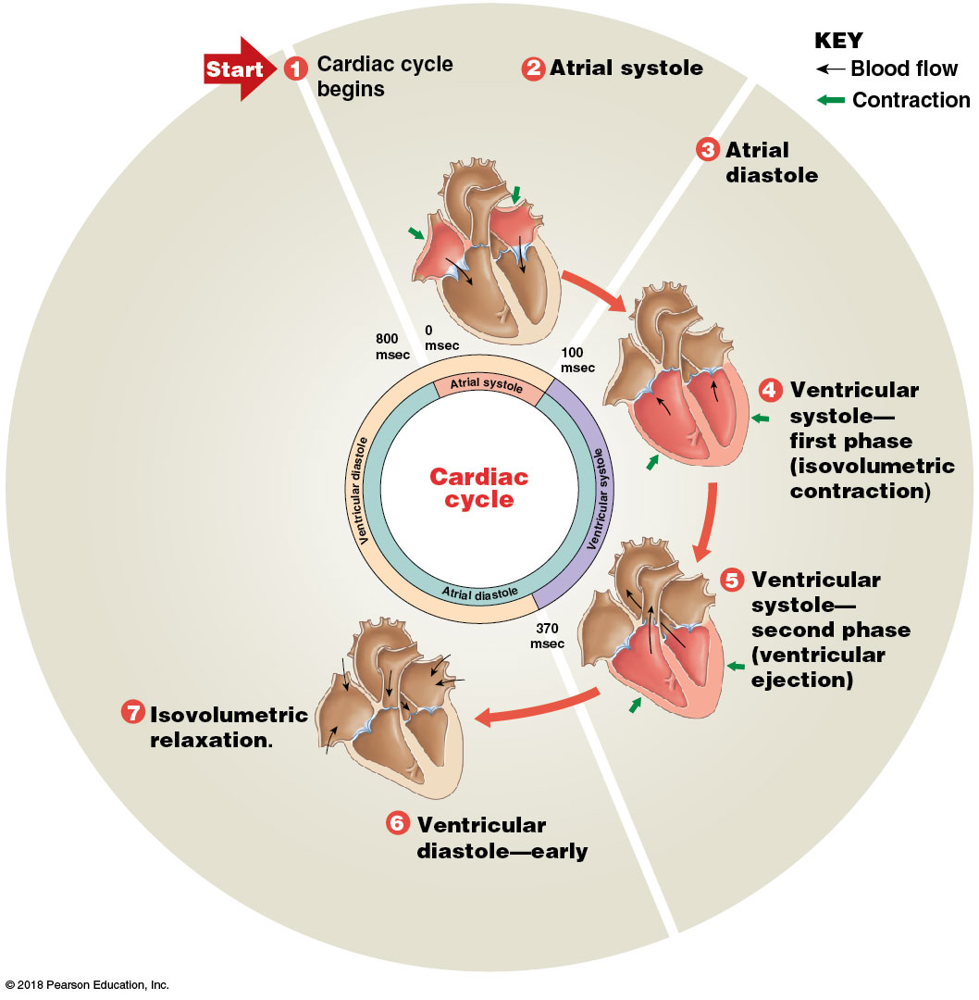 Start
1 Cardiac cycle
begins
2 Atrial systole
KEY
Blood flow
Contraction
3 Atrial
diastole
800
msec
0
msec
100
msec
Atrial systole
Ventricular diastole
Ventricular systole
Atrial diastole
Cardiac
cycle
4 Ventricular
systole—
first phase
(isovolumetric
contraction)
5 Ventricular
systole—
second phase
(ventricular
ejection)
370
msec
7 Isovolumetric
relaxation.
6 Ventricular
diastole—early
© 2018 Pearson Education, Inc.